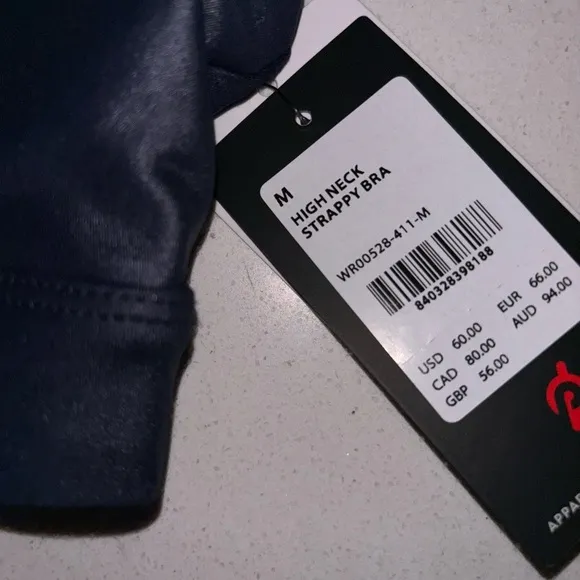 M
HIGH NECK
STRAPPY BRA
WR00528-411-M
840328398188
USD 60.00 EUR 66.00
CAD 80.00 AUD 94.00
GBP 56.00